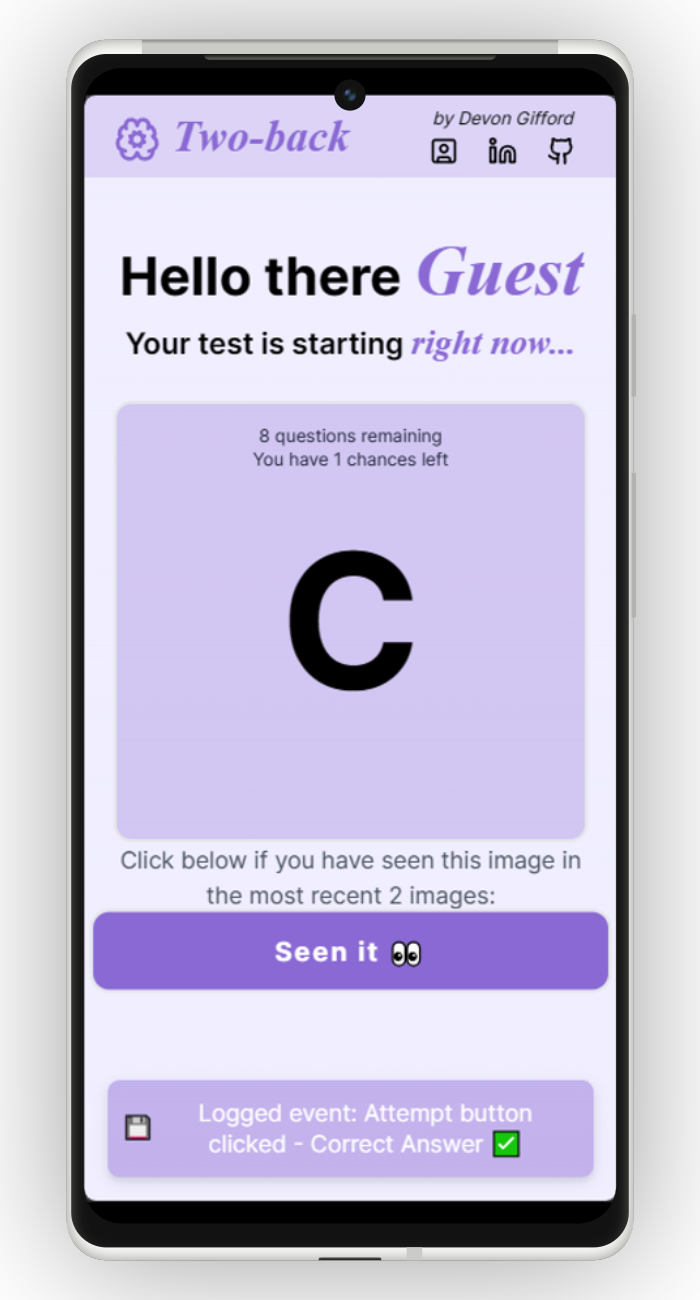 Two-back
by Devon Gifford
Hello there Guest
Your test is starting right now...
8 questions remaining
You have 1 chances left
C
Click below if you have seen this image in
the most recent 2 images:
Seen it 👀
💾 Logged event: Attempt button
clicked - Correct Answer ✅